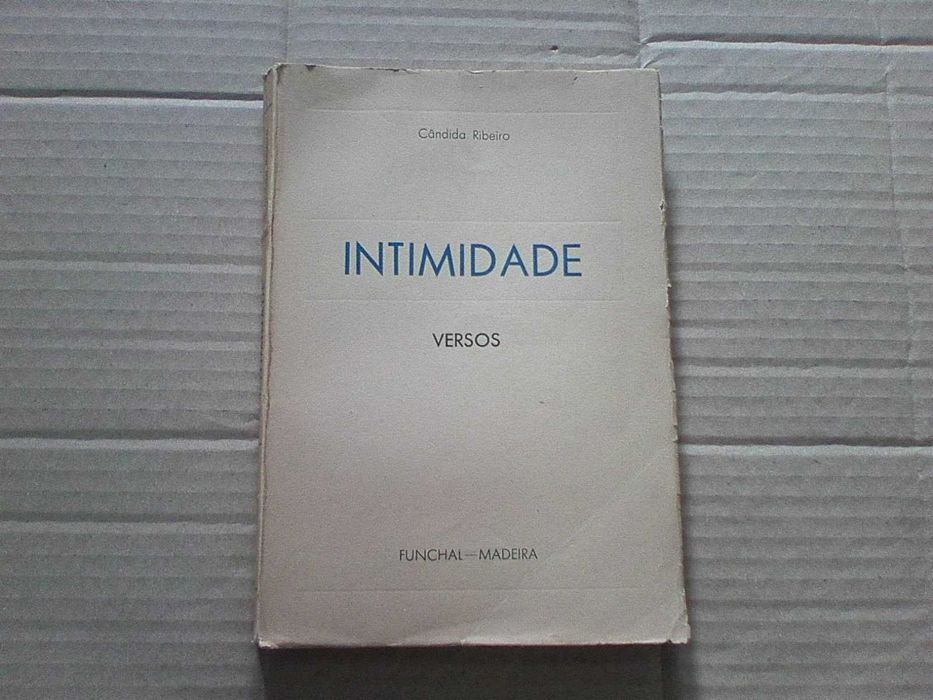 Cândida Ribeiro
INTIMIDADE
VERSOS
FUNCHAL—MADEIRA